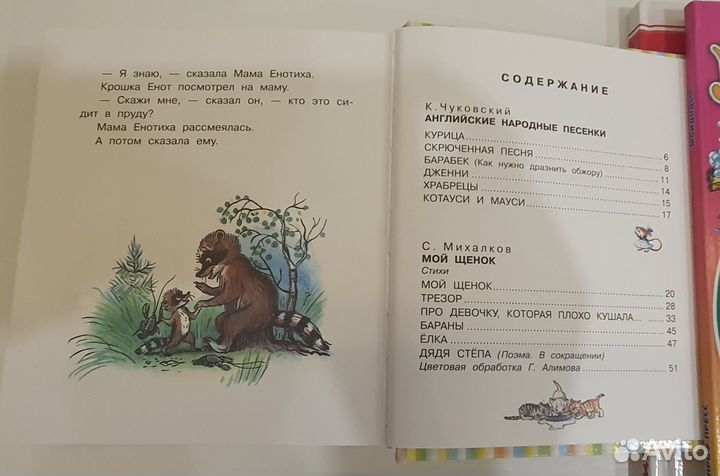 — Я знаю, — сказала Мама Енотиха.
Крошка Енот посмотрел на маму.
— Скажи мне, — сказал он, — кто это си-
дит в пруду?
Мама Енотиха рассмеялась.
А потом сказала ему.
СОДЕРЖАНИЕ
К. Чуковский
АНГЛИЙСКИЕ НАРОДНЫЕ ПЕСЕНКИ
КУРИЦА 6
СКРЮЧЕННАЯ ПЕСНЯ 8
БАРАБЕК (Как нужно дразнить обжору) 11
ДЖЕННИ 14
ХРАБРЕЦЫ 15
КОТАУСИ И МАУСИ 17
С. Михалков
МОЙ ЩЕНОК
Стихи
МОЙ ЩЕНОК 20
ТРЕЗОР 28
ПРО ДЕВОЧКУ, КОТОРАЯ ПЛОХО КУШАЛА 33
БАРАНЫ 45
ЁЛКА 47
ДЯДЯ СТЁПА (Поэма. В сокращении)
Цветовая обработка Г. Алимова 51
Avito